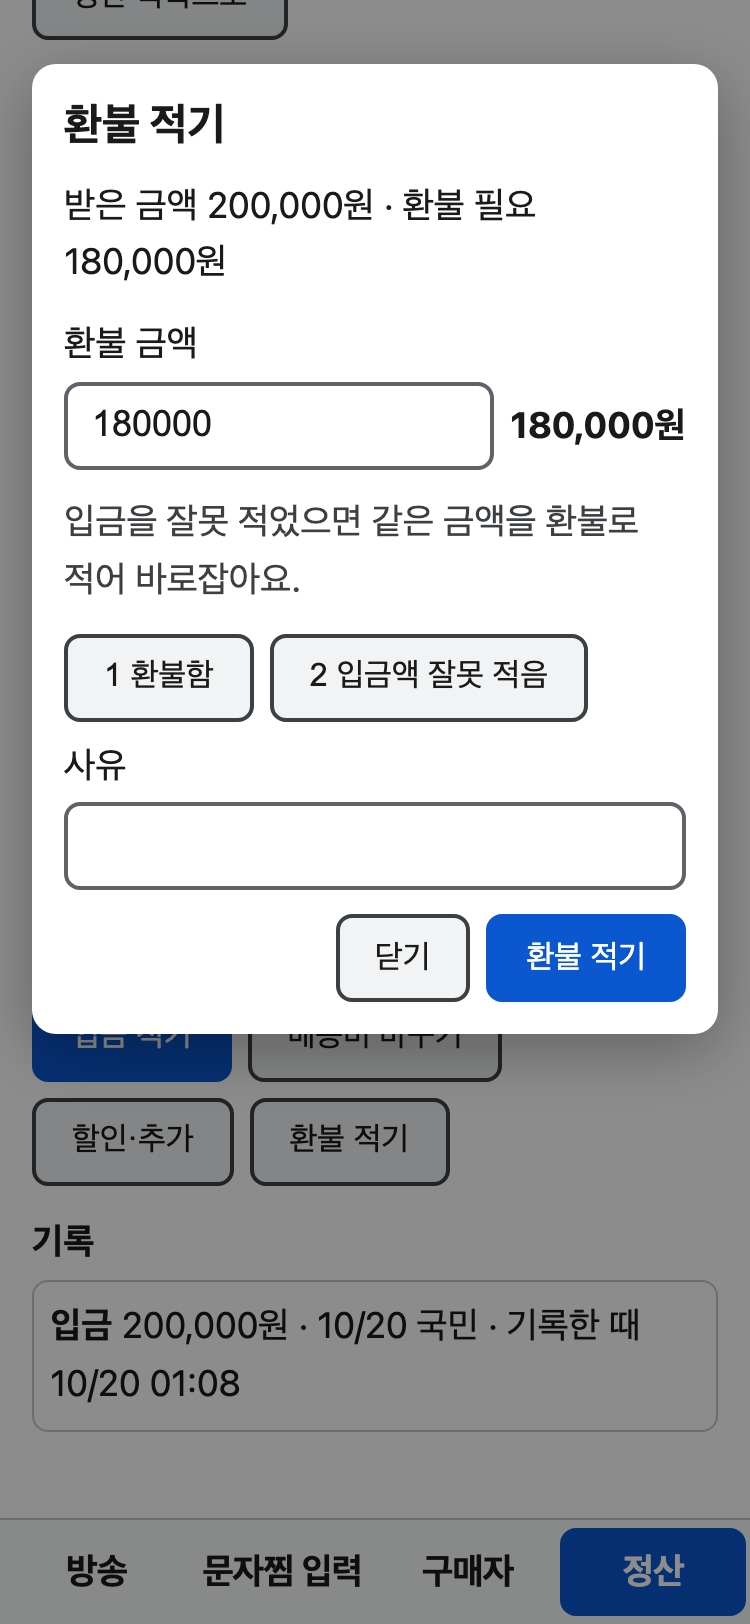 환불 적기
받은 금액 200,000원 · 환불 필요
180,000원
환불 금액
180000 180,000원
입금을 잘못 적었으면 같은 금액을 환불로
적어 바로잡아요.
1 환불함 2 입금액 잘못 적음
사유
닫기 환불 적기
할인·추가 환불 적기
기록
입금 200,000원 · 10/20 국민 · 기록한 때
10/20 01:08
방송 문자찜 입력 구매자 정산